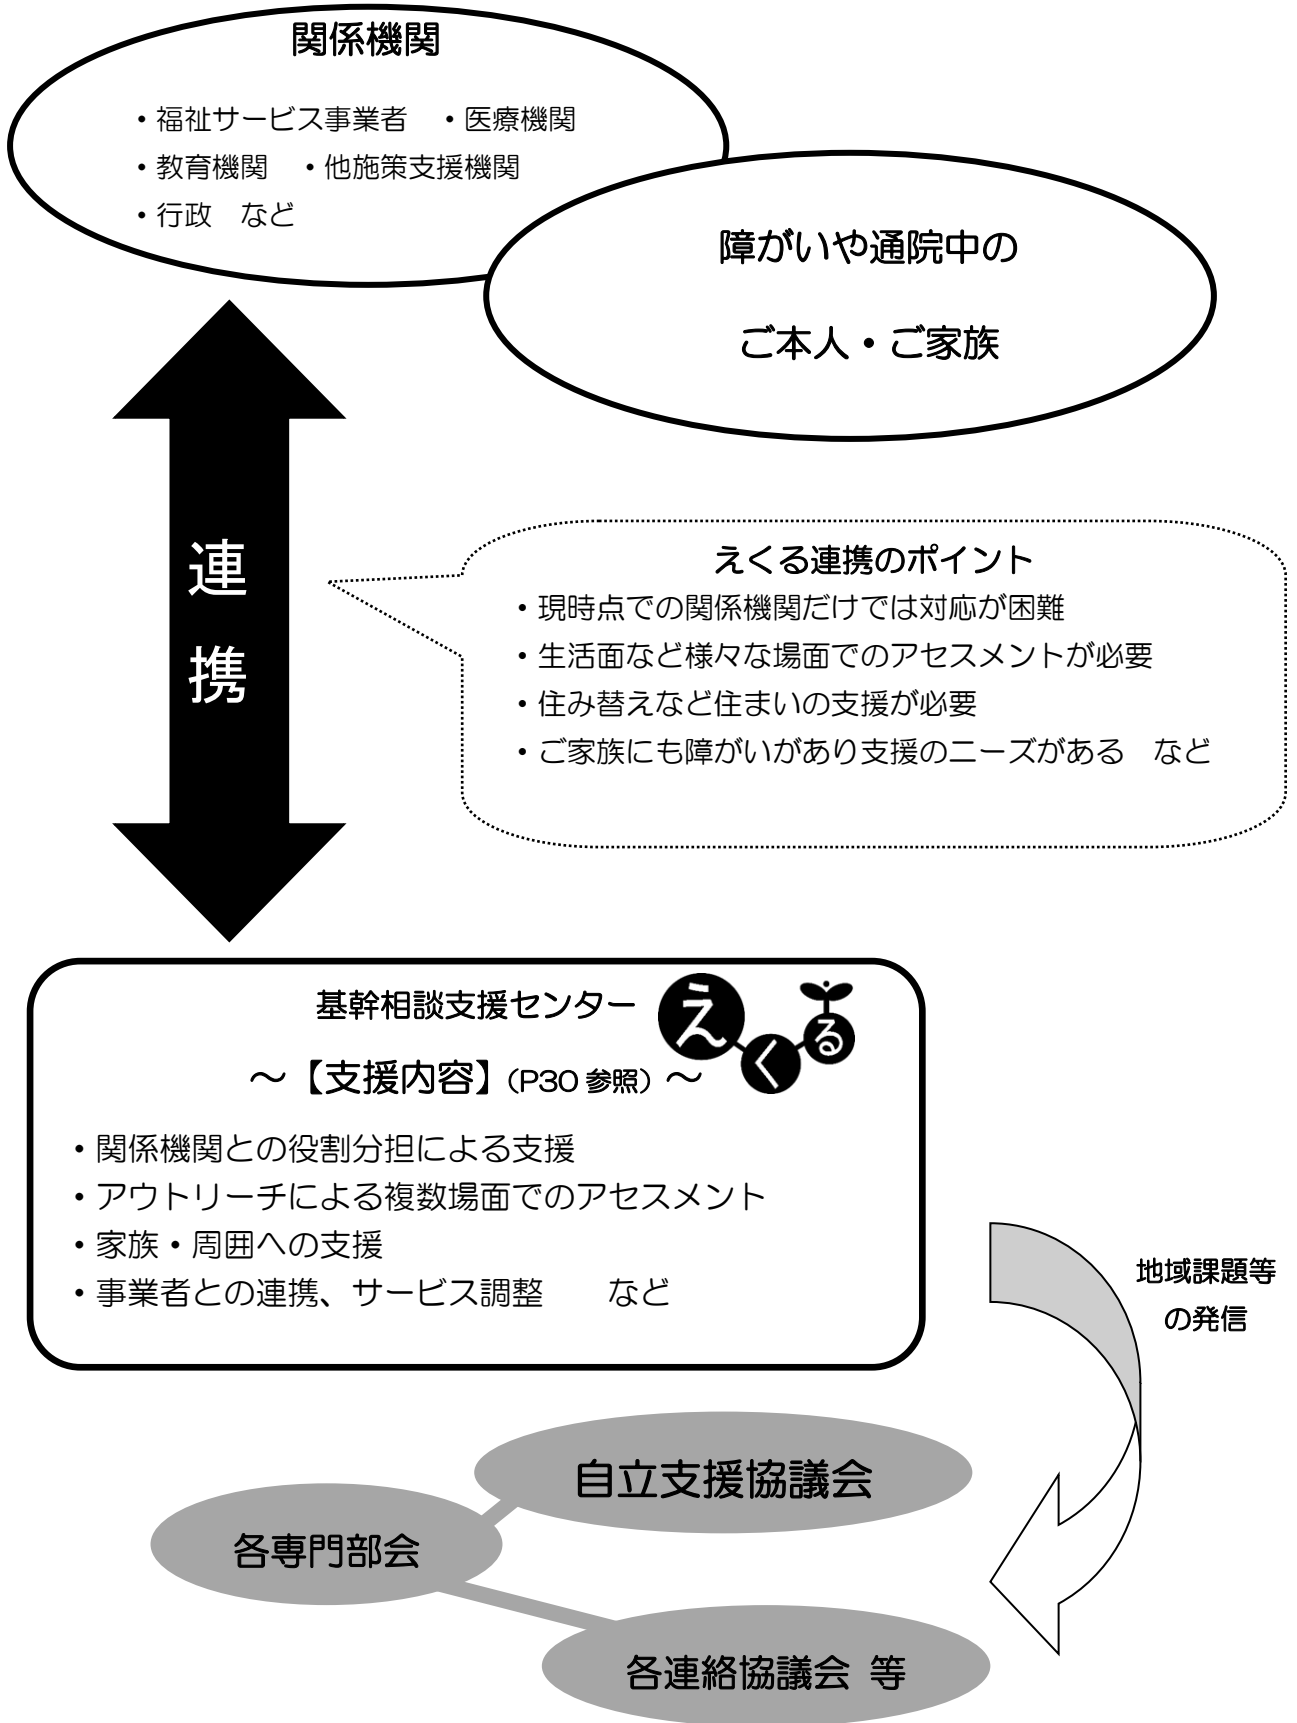 関係機関
・福祉サービス事業者　・医療機関
・教育機関　・他施策支援機関
・行政　など
障がいや通院中の
ご本人・ご家族
連
携
えくる連携のポイント
・現時点での関係機関だけでは対応が困難
・生活面など様々な場面でのアセスメントが必要
・住み替えなど住まいの支援が必要
・ご家族にも障がいがあり支援のニーズがある　など
基幹相談支援センター えくる
～【支援内容】（P30 参照）～
・関係機関との役割分担による支援
・アウトリーチによる複数場面でのアセスメント
・家族・周囲への支援
・事業者との連携、サービス調整　　など
地域課題等
の発信
自立支援協議会
各専門部会
各連絡協議会 等